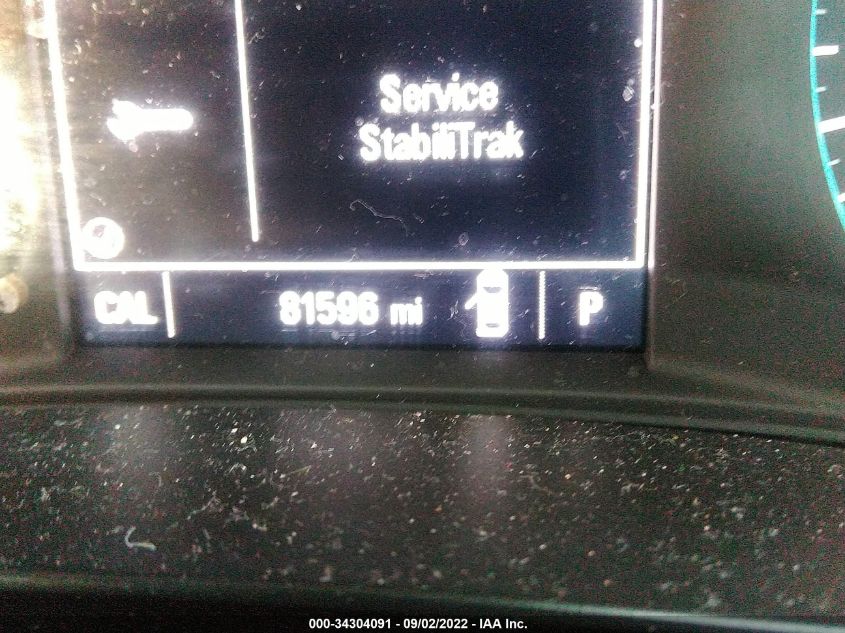 Service
StabiliTrak
CAL 81596 mi P
000-34304091 - 09/02/2022 - IAA Inc.